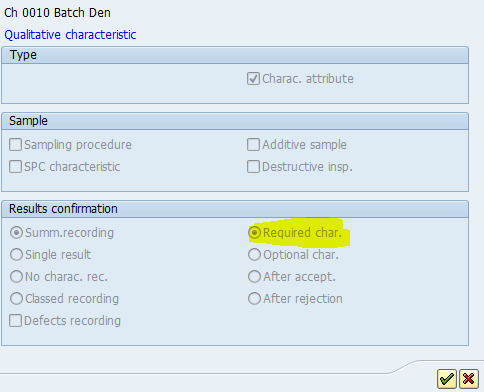 Ch 0010 Batch Den
Qualitative characteristic
Type
Charac. attribute
Sample
Sampling procedure
Additive sample
SPC characteristic
Destructive insp.
Results confirmation
Summ.recording
Required char.
Single result
Optional char.
No charac. rec.
After accept.
Classed recording
After rejection
Defects recording